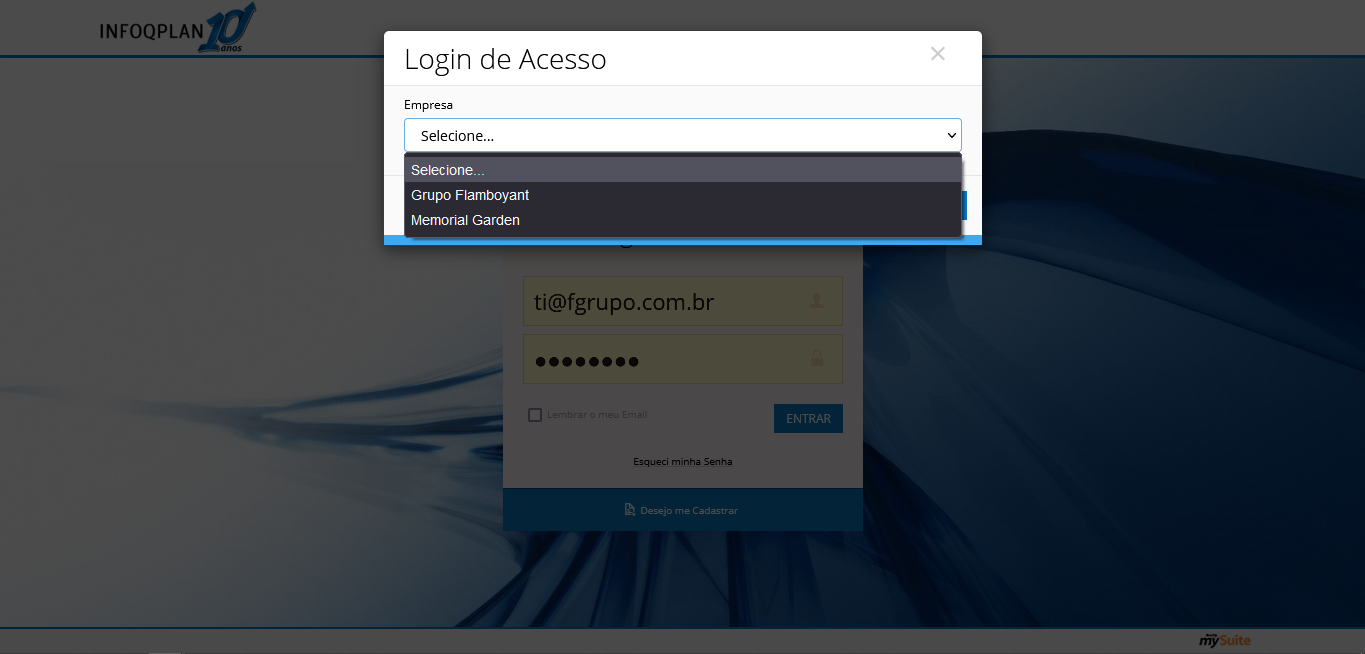 INFOQPLAN 10 anos
Login de Acesso
Empresa
Selecione...
Selecione...
Grupo Flamboyant
Memorial Garden
ti@fgrupo.com.br
Lembrar o meu Email
ENTRAR
Esqueci minha Senha
Desejo me Cadastrar
mySuite